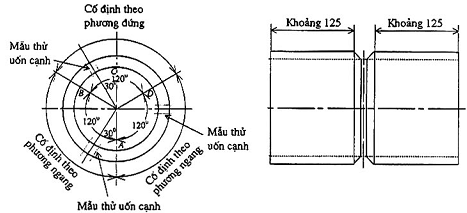 Cố định theo
phương đứng
Mẫu thử
uốn cạnh
C
120°
30°
B
D
120°
120°
30°
A
Mẫu thử
uốn cạnh
Cố định theo
phương ngang
Cố định theo
phương ngang
Mẫu thử uốn cạnh
Khoảng 125
Khoảng 125